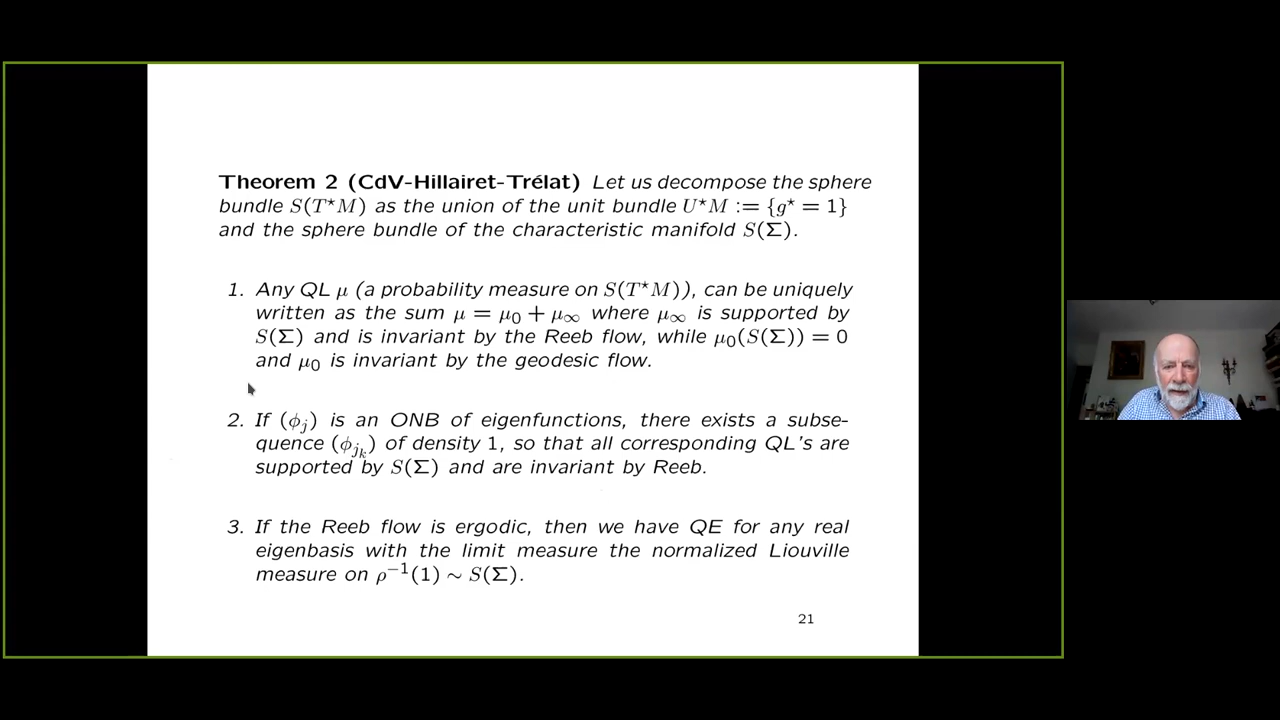 Theorem 2 (CdV-Hillairet-Trélat) Let us decompose the sphere
bundle S(T⋆M) as the union of the unit bundle U⋆M := {g⋆ = 1}
and the sphere bundle of the characteristic manifold S(Σ).
1. Any QL μ (a probability measure on S(T⋆M)), can be uniquely
written as the sum μ = μ₀ + μ∞ where μ∞ is supported by
S(Σ) and is invariant by the Reeb flow, while μ₀(S(Σ)) = 0
and μ₀ is invariant by the geodesic flow.
2. If (ϕⱼ) is an ONB of eigenfunctions, there exists a subse-
quence (ϕ_{j_k}) of density 1, so that all corresponding QL's are
supported by S(Σ) and are invariant by Reeb.
3. If the Reeb flow is ergodic, then we have QE for any real
eigenbasis with the limit measure the normalized Liouville
measure on ρ⁻¹(1) ∼ S(Σ).
21